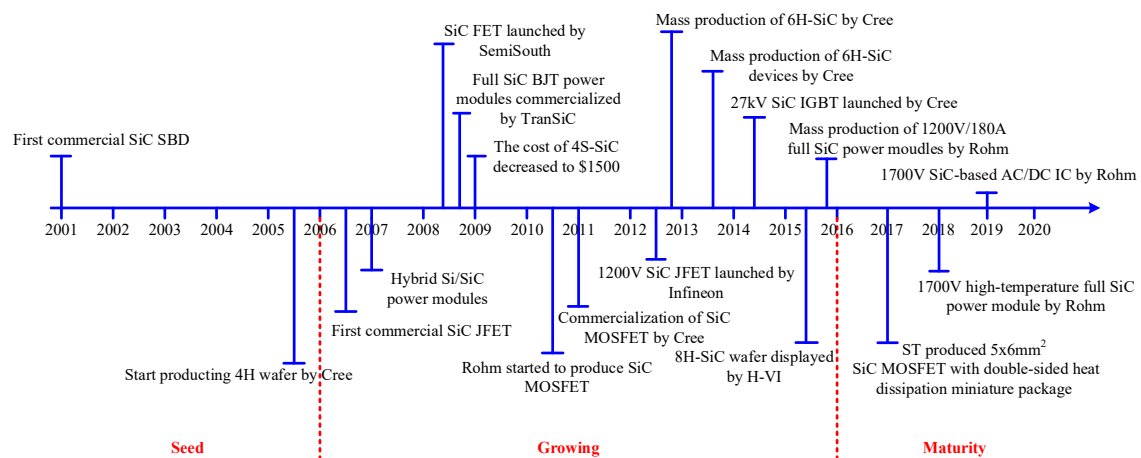 Mass production of 6H-SiC by Cree
SiC FET launched by
SemiSouth
Mass production of 6H-SiC
devices by Cree
Full SiC BJT power
modules commercialized
by TranSiC
27kV SiC IGBT launched by Cree
First commercial SiC SBD
The cost of 4S-SiC
decreased to $1500
Mass production of 1200V/180A
full SiC power moudles by Rohm
1700V SiC-based AC/DC IC by Rohm
2001 2002 2003 2004 2005 2006 2007 2008 2009 2010 2011 2012 2013 2014 2015 2016 2017 2018 2019 2020
Hybrid Si/SiC
power modules
1200V SiC JFET launched by
Infineon
1700V high-temperature full SiC
power module by Rohm
First commercial SiC JFET
Commercialization of SiC
MOSFET by Cree
Start producting 4H wafer by Cree
Rohm started to produce SiC
MOSFET
8H-SiC wafer displayed
by H-VI
ST produced 5x6mm²
SiC MOSFET with double-sided heat
dissipation miniature package
Seed Growing Maturity